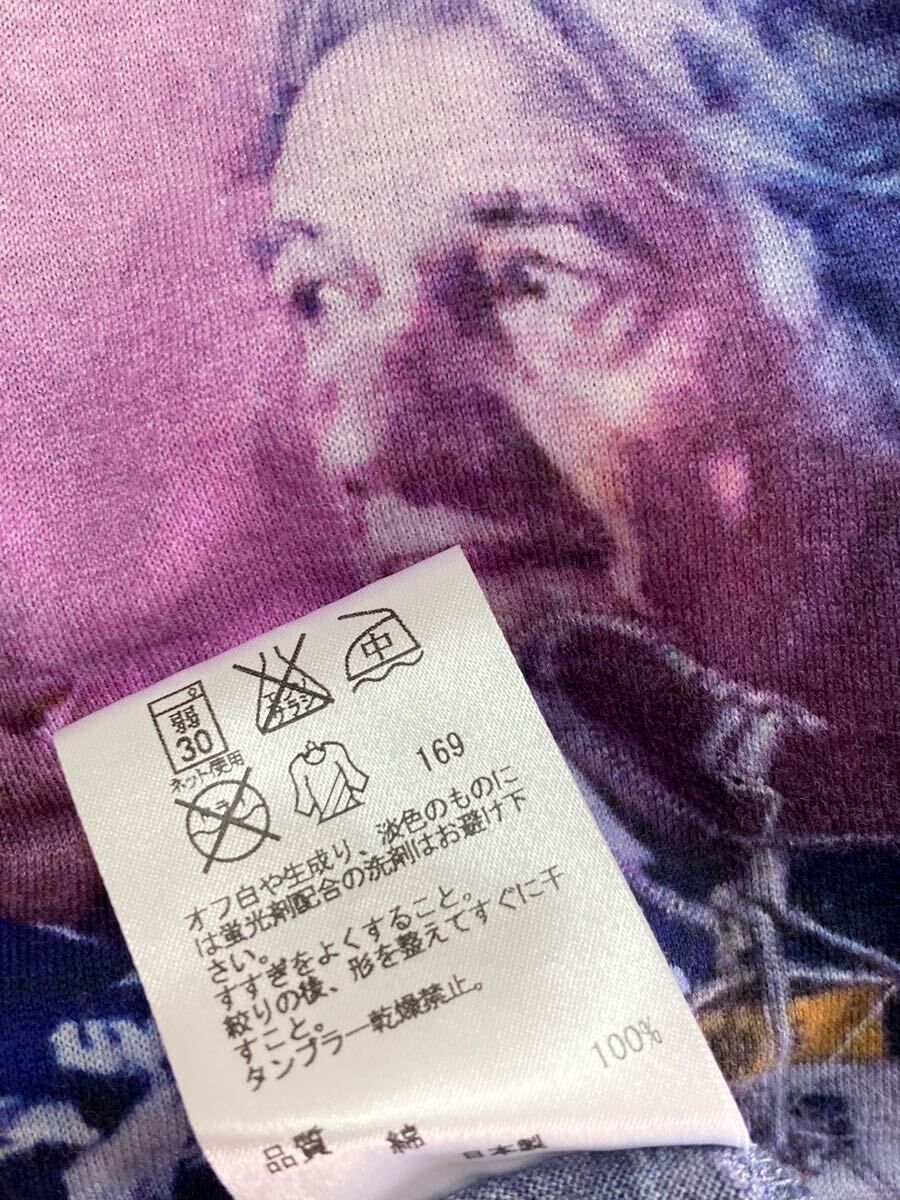 弱
30
ネット使用
エンソ
サラシ
中
169
オフ白や生成り、淡色のものに
は蛍光剤配合の洗剤はお避け下
さい。
すすぎをよくすること。
絞りの後、形を整えてすぐに干
すこと。
タンブラー乾燥禁止。
品質 綿 100%
日本製